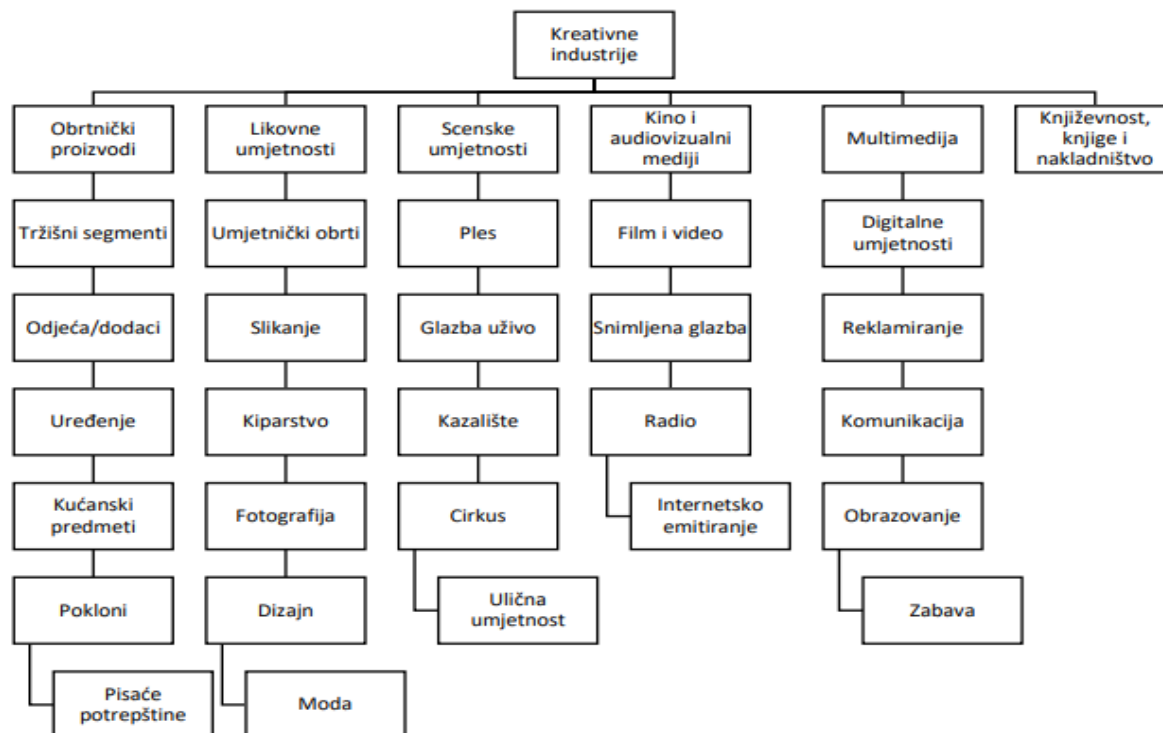 Kreativne
industrije
Obrtnički
proizvodi
Likovne
umjetnosti
Scenske
umjetnosti
Kino i
audiovizualni
mediji
Multimedija
Književnost,
knjige i
nakladništvo
Tržišni segmenti
Umjetnički obrti
Ples
Film i video
Digitalne
umjetnosti
Odjeća/dodaci
Slikanje
Glazba uživo
Snimljena glazba
Reklamiranje
Uređenje
Kiparstvo
Kazalište
Radio
Komunikacija
Kućanski
predmeti
Fotografija
Cirkus
Internetsko
emitiranje
Obrazovanje
Pokloni
Dizajn
Ulična
umjetnost
Zabava
Pisaće
potrepštine
Moda